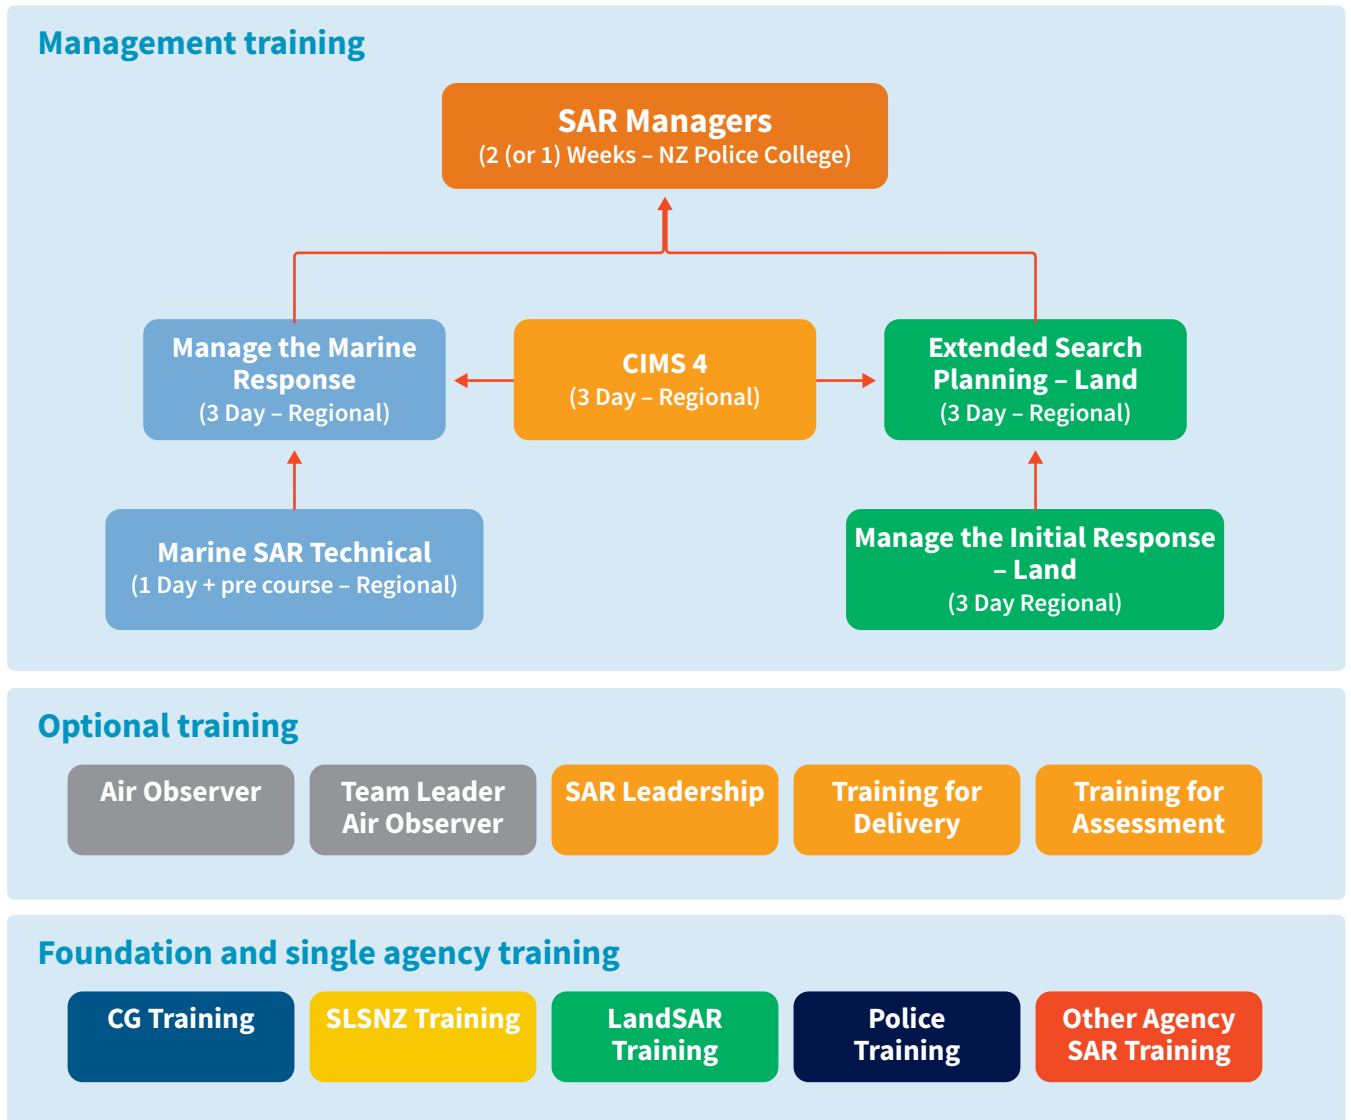 Management training
SAR Managers
(2 (or 1) Weeks – NZ Police College)
Manage the Marine
Response
(3 Day – Regional)
CIMS 4
(3 Day – Regional)
Extended Search
Planning – Land
(3 Day – Regional)
Marine SAR Technical
(1 Day + pre course – Regional)
Manage the Initial Response
– Land
(3 Day Regional)
Optional training
Air Observer
Team Leader
Air Observer
SAR Leadership
Training for
Delivery
Training for
Assessment
Foundation and single agency training
CG Training
SLSNZ Training
LandSAR
Training
Police
Training
Other Agency
SAR Training